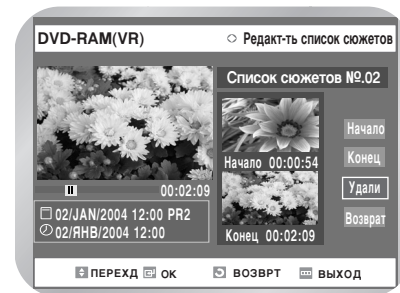 DVD-RAM(VR) Редакт-ть список сюжетов
Список сюжетов №.02
Начало 00:00:54
Начало
Конец
00:02:09
Удали
02/JAN/2004 12:00 PR2
02/ЯНВ/2004 12:00
Конец 00:02:09
Возврат
ПЕРЕХД ОК ВОЗВРТ ВЫХОД